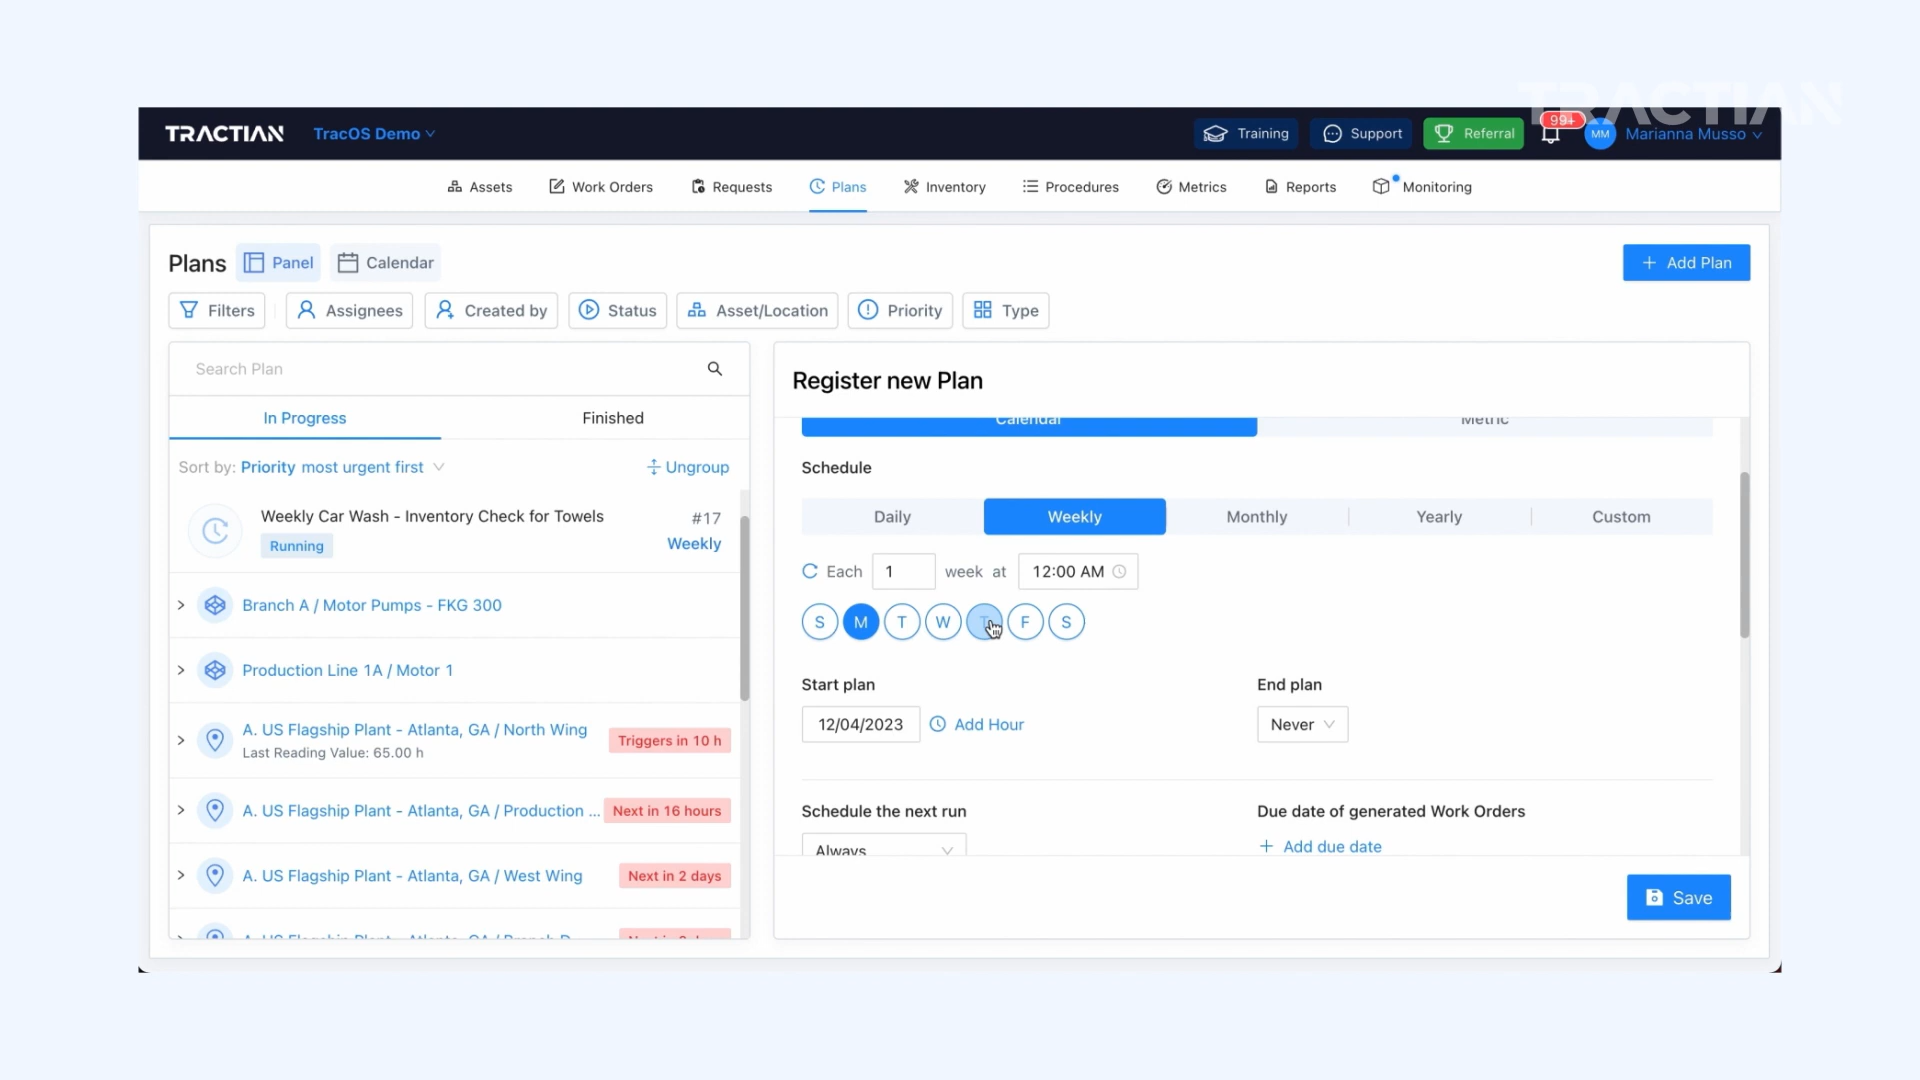 TRACTIAN
TRACTIAN TracOS Demo Training Support Referral 99+ MM Marianna Musso
Assets Work Orders Requests Plans Inventory Procedures Metrics Reports Monitoring
Plans Panel Calendar + Add Plan
Filters Assignees Created by Status Asset/Location Priority Type
Search Plan
In Progress Finished
Sort by: Priority most urgent first Ungroup
Weekly Car Wash - Inventory Check for Towels #17
Running Weekly
Branch A / Motor Pumps - FKG 300
Production Line 1A / Motor 1
A. US Flagship Plant - Atlanta, GA / North Wing Triggers in 10 h
Last Reading Value: 65.00 h
A. US Flagship Plant - Atlanta, GA / Production ... Next in 16 hours
A. US Flagship Plant - Atlanta, GA / West Wing Next in 2 days
Register new Plan
Calendar Metric
Schedule
Daily Weekly Monthly Yearly Custom
Each 1 week at 12:00 AM
S M T W T F S
Start plan End plan
12/04/2023 Add Hour Never
Schedule the next run Due date of generated Work Orders
Always + Add due date
Save